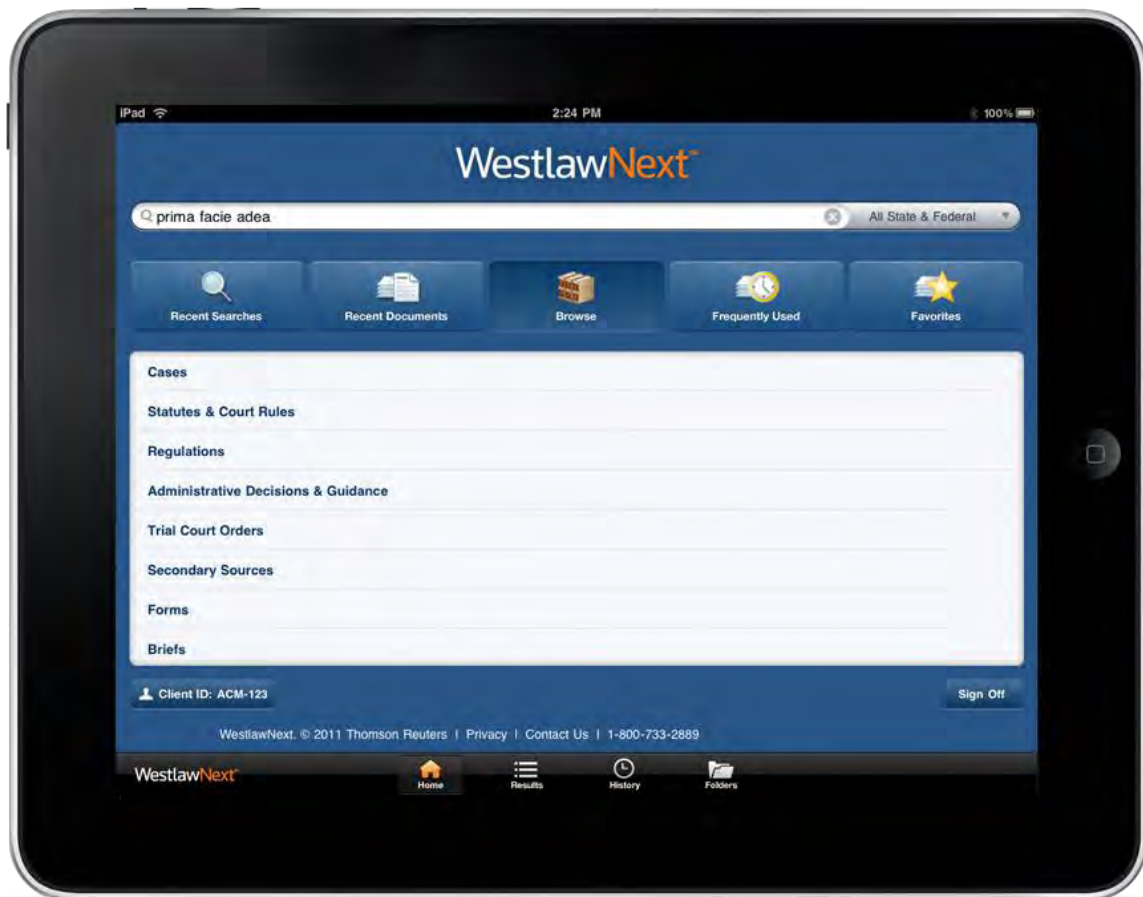 iPad 2:24 PM 100%
WestlawNext™
prima facie adea All State & Federal
Recent Searches Recent Documents Browse Frequently Used Favorites
Cases
Statutes & Court Rules
Regulations
Administrative Decisions & Guidance
Trial Court Orders
Secondary Sources
Forms
Briefs
Client ID: ACM-123 Sign Off
WestlawNext. © 2011 Thomson Reuters | Privacy | Contact Us | 1-800-733-2889
WestlawNext™ Home Results History Folders